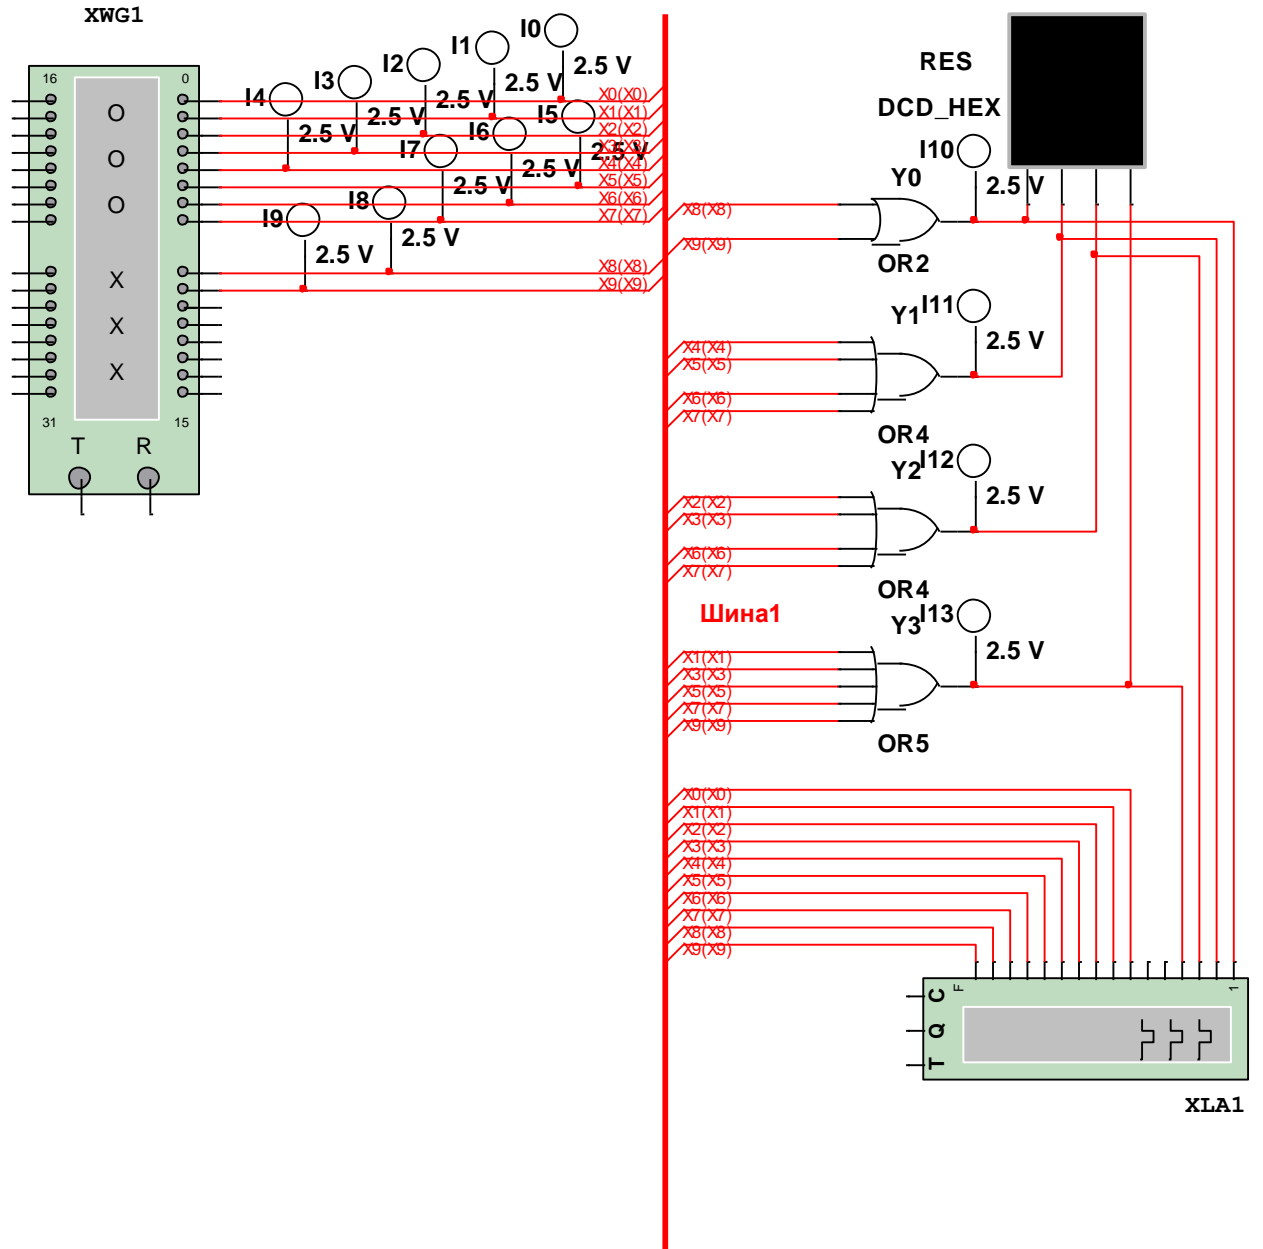 XWG1
16 0
O
O
O
X
X
X
31 15
T R
I0
2.5 V
I1
2.5 V
I2
2.5 V
I3
2.5 V
I4
2.5 V
I5
2.5 V
I6
2.5 V
I7
2.5 V
I8
2.5 V
I9
2.5 V
X0(X0)
X1(X1)
X2(X2)
X3(X3)
X4(X4)
X5(X5)
X6(X6)
X7(X7)
X8(X8)
X9(X9)
RES
DCD_HEX
I10
2.5 V
Y0
X8(X8)
X9(X9)
OR2
I11
2.5 V
Y1
X4(X4)
X5(X5)
X6(X6)
X7(X7)
OR4
I12
2.5 V
Y2
X2(X2)
X3(X3)
X6(X6)
X7(X7)
OR4
Шина1
I13
2.5 V
Y3
X1(X1)
X3(X3)
X5(X5)
X7(X7)
X9(X9)
OR5
X0(X0)
X1(X1)
X2(X2)
X3(X3)
X4(X4)
X5(X5)
X6(X6)
X7(X7)
X8(X8)
X9(X9)
F 1
C
Q
T
XLA1